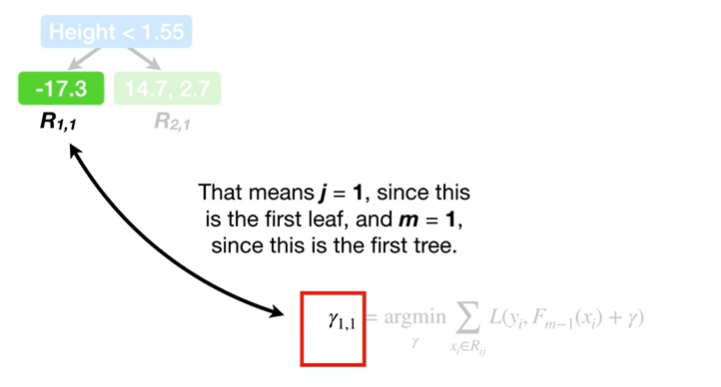 Height < 1.55
-17.3 14.7, 2.7
R₁,₁ R₂,₁
That means j = 1, since this
is the first leaf, and m = 1,
since this is the first tree.
γ₁,₁ = argmin ∑ L(yᵢ, Fₘ₋₁(xᵢ) + γ)
γ xᵢ∈Rᵢⱼ